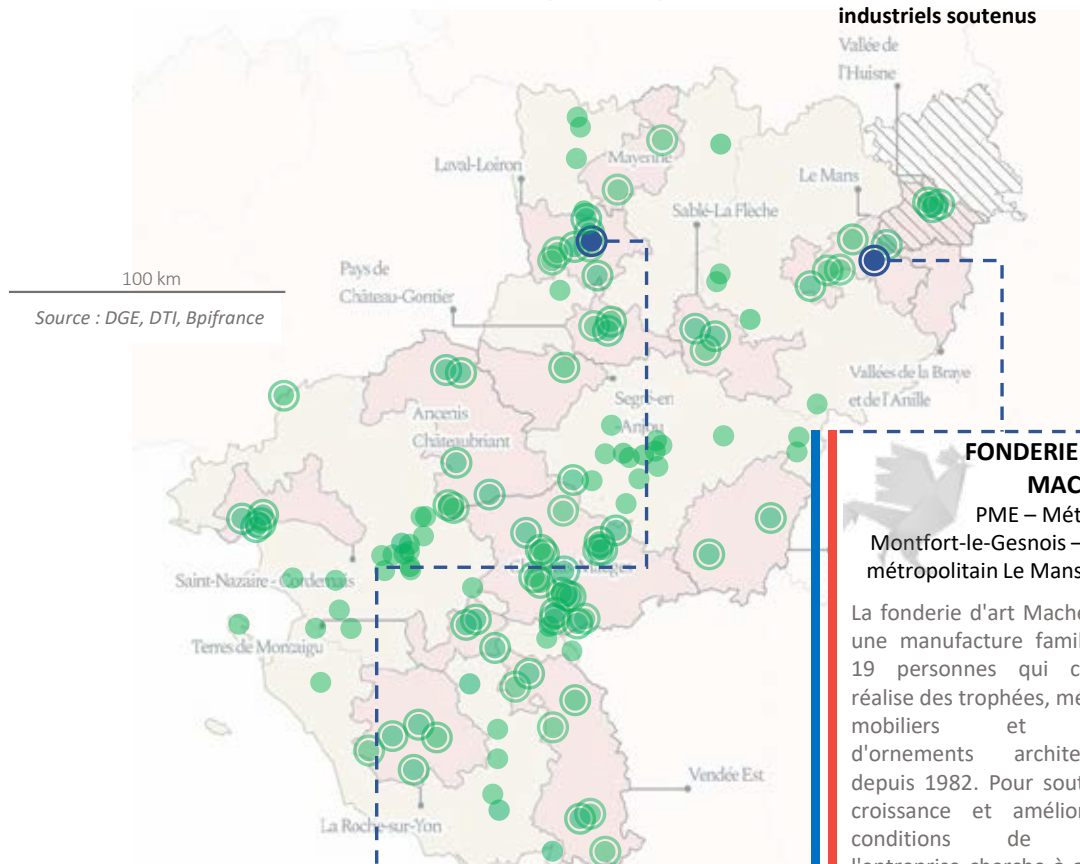 industriels soutenus
Vallée de
l'Huisne
Laval-Loiron
Mayenne
Le Mans
Sablé-La Flèche
100 km
Pays de
Château-Gontier
Source : DGE, DTI, Bpifrance
Vallées de la Braye
et de l'Anille
Segré-en
-Anjou
Ancenis
Châteaubriant
FONDERIE
MAC
PME – Mét
Montfort-le-Gesnois –
métropolitain Le Mans
Saint-Nazaire - Cordemais
La fonderie d'art Mache
une manufacture famil
19 personnes qui c
réalise des trophées, mé
mobiliers et
d'ornements archite
depuis 1982. Pour sout
croissance et amélior
conditions de
Terres de Montaigu
Vendée Est
La Roche-sur-Yon